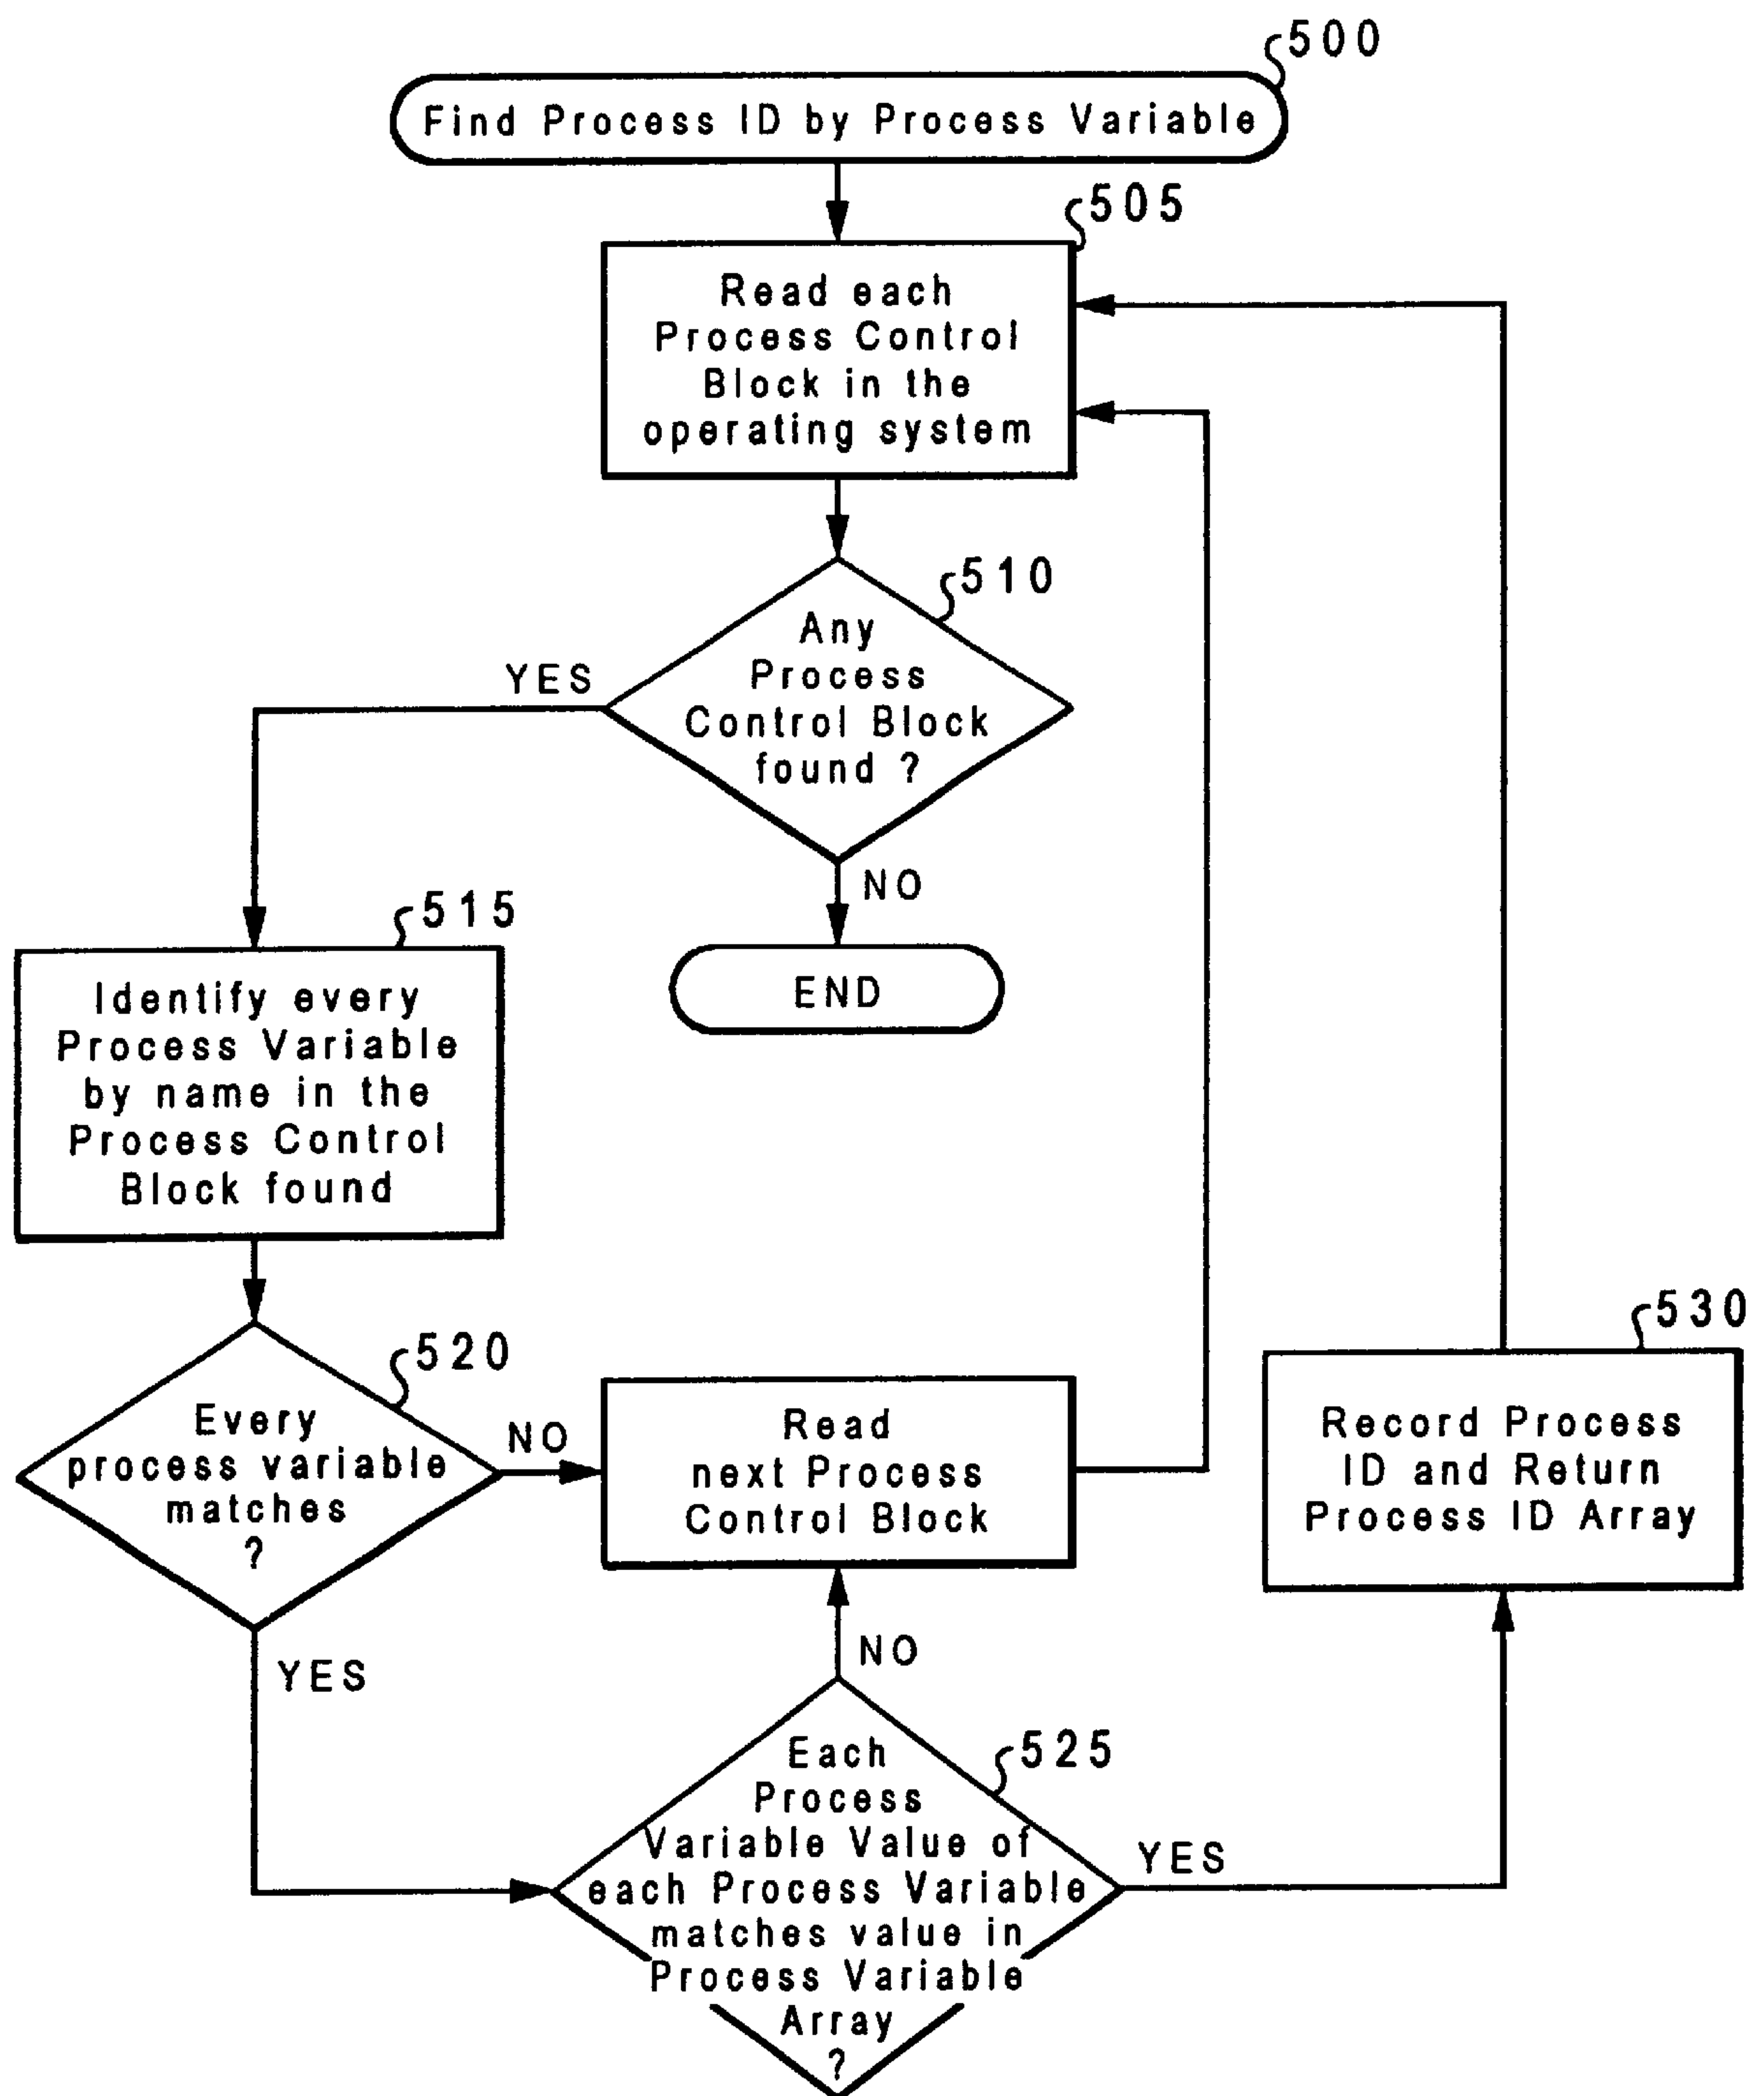 500
Find Process ID by Process Variable
505
Read each
Process Control
Block in the
operating system
510
Any
Process
Control Block
found ?
YES
NO
END
515
Identify every
Process Variable
by name in the
Process Control
Block found
520
Every
process variable
matches
?
NO
YES
Read
next Process
Control Block
530
Record Process
ID and Return
Process ID Array
NO
525
Each
Process
Variable Value of
each Process Variable
matches value in
Process Variable
Array
?
YES